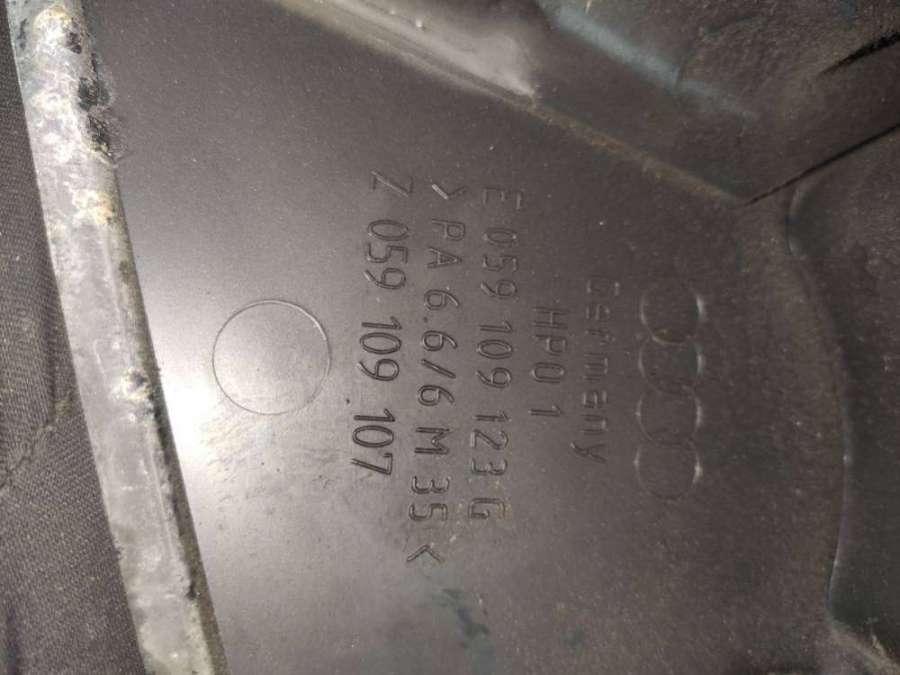 Germany
HP0 1
E 059 109 123 G
>PA 6.6/6 M 35<
Z 059 109 107